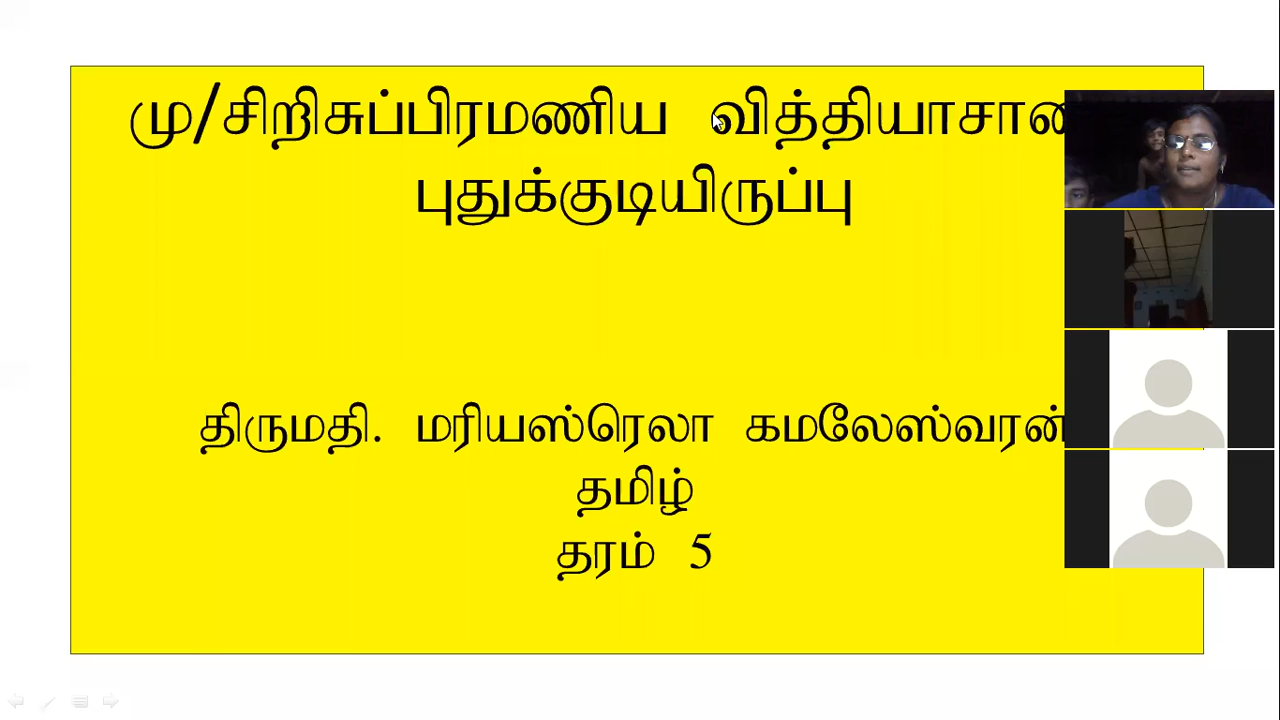 மு/சிறிசுப்பிரமணிய
புதுக்குடியிருப்பு
திருமதி. மரியஸ்ரெலா கமலேஸ்வரன்
தமிழ்
தரம் 5